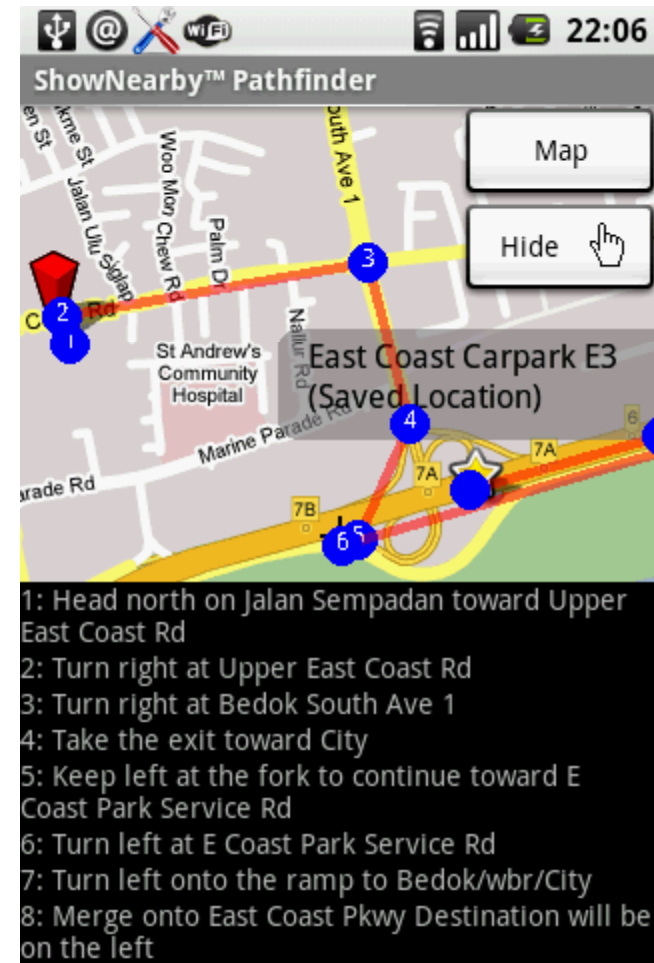 WiFi
22:06
ShowNearby™ Pathfinder
Map
Hide
Woo Mon Chew Rd
Palm Dr
Jalan Ulu Siglap
outh Ave 1
Rd
Nallur Rd
St Andrew's
Community
Hospital
Marine Parade Rd
arade Rd
East Coast Carpark E3
(Saved Location)
6
7A
7A
7B
1
2
3
4
5
6
1: Head north on Jalan Sempadan toward Upper
East Coast Rd
2: Turn right at Upper East Coast Rd
3: Turn right at Bedok South Ave 1
4: Take the exit toward City
5: Keep left at the fork to continue toward E
Coast Park Service Rd
6: Turn left at E Coast Park Service Rd
7: Turn left onto the ramp to Bedok/wbr/City
8: Merge onto East Coast Pkwy Destination will be
on the left